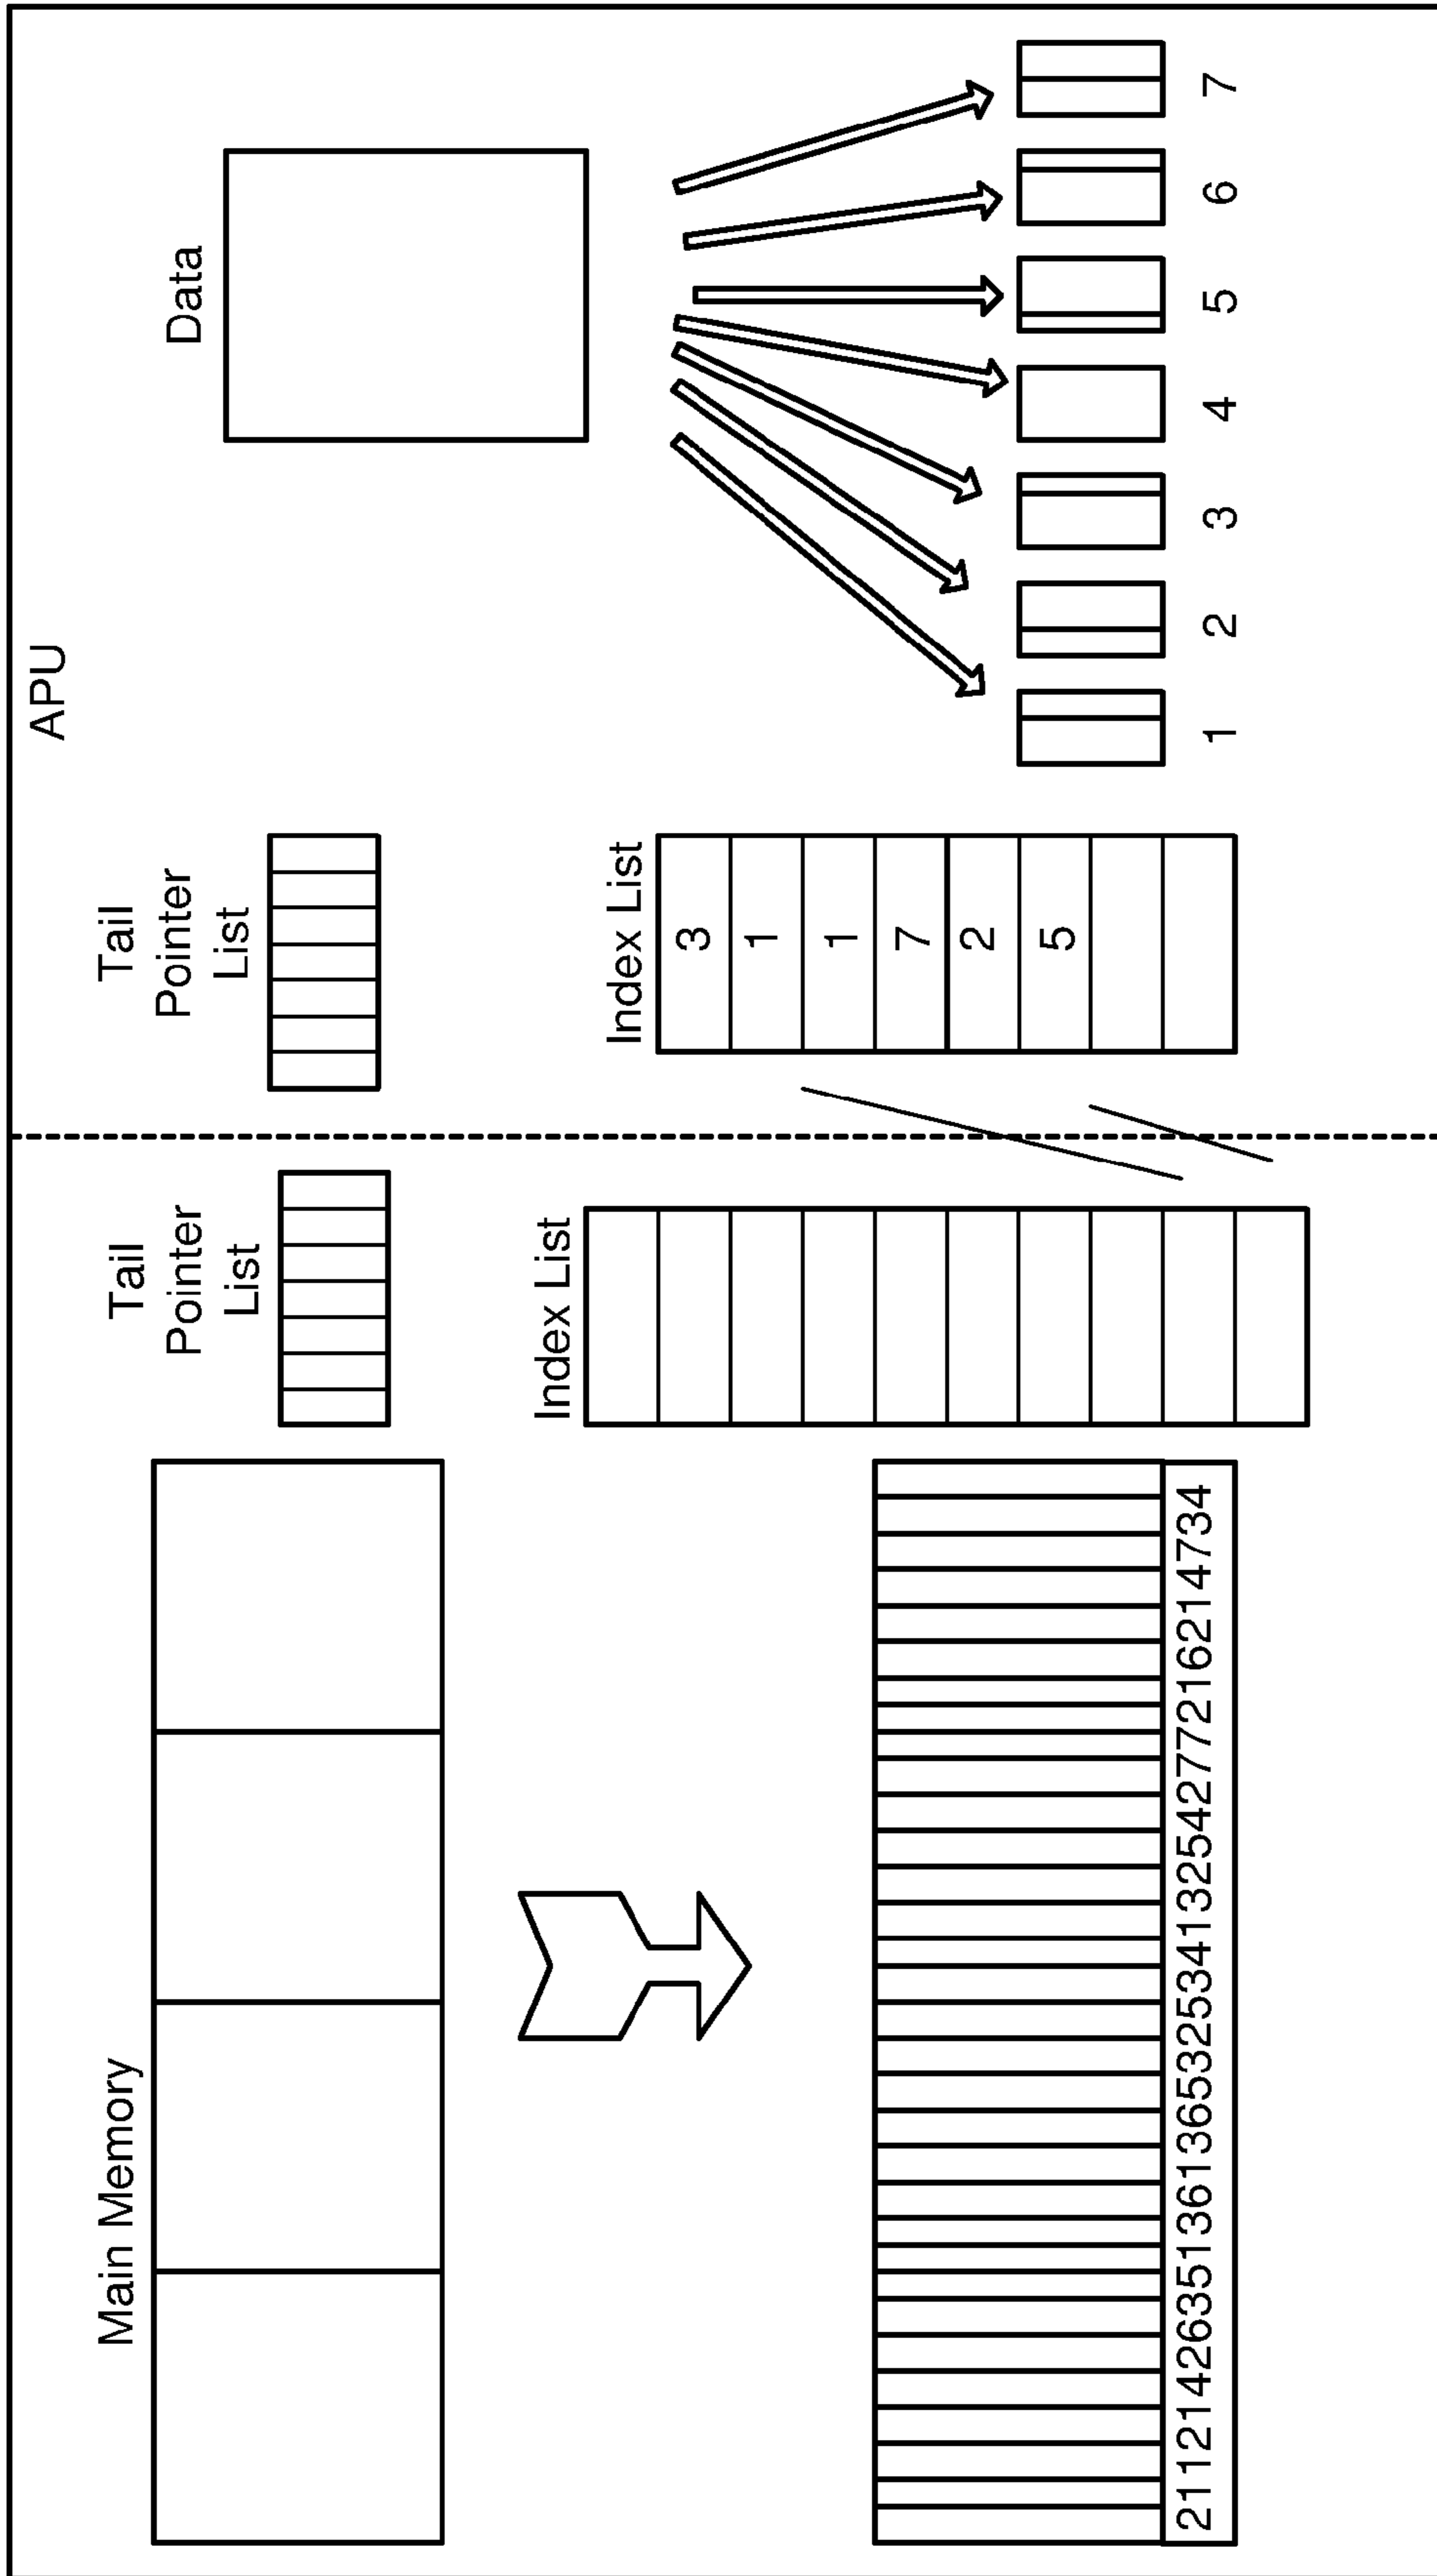 Main Memory
Tail
Pointer
List
Index List
211214263513613653253413254277216214734
APU
Tail
Pointer
List
Index List
3
1
1
7
2
5
Data
1 2 3 4 5 6 7